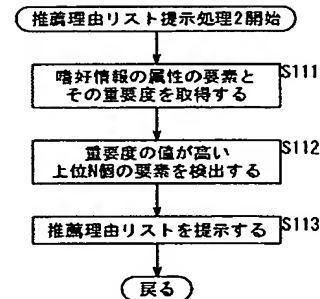 推薦理由リスト提示処理2開始
嗜好情報の属性の要素と
その重要度を取得する
S111
重要度の値が高い
上位N個の要素を検出する
S112
推薦理由リストを提示する
S113
戻る